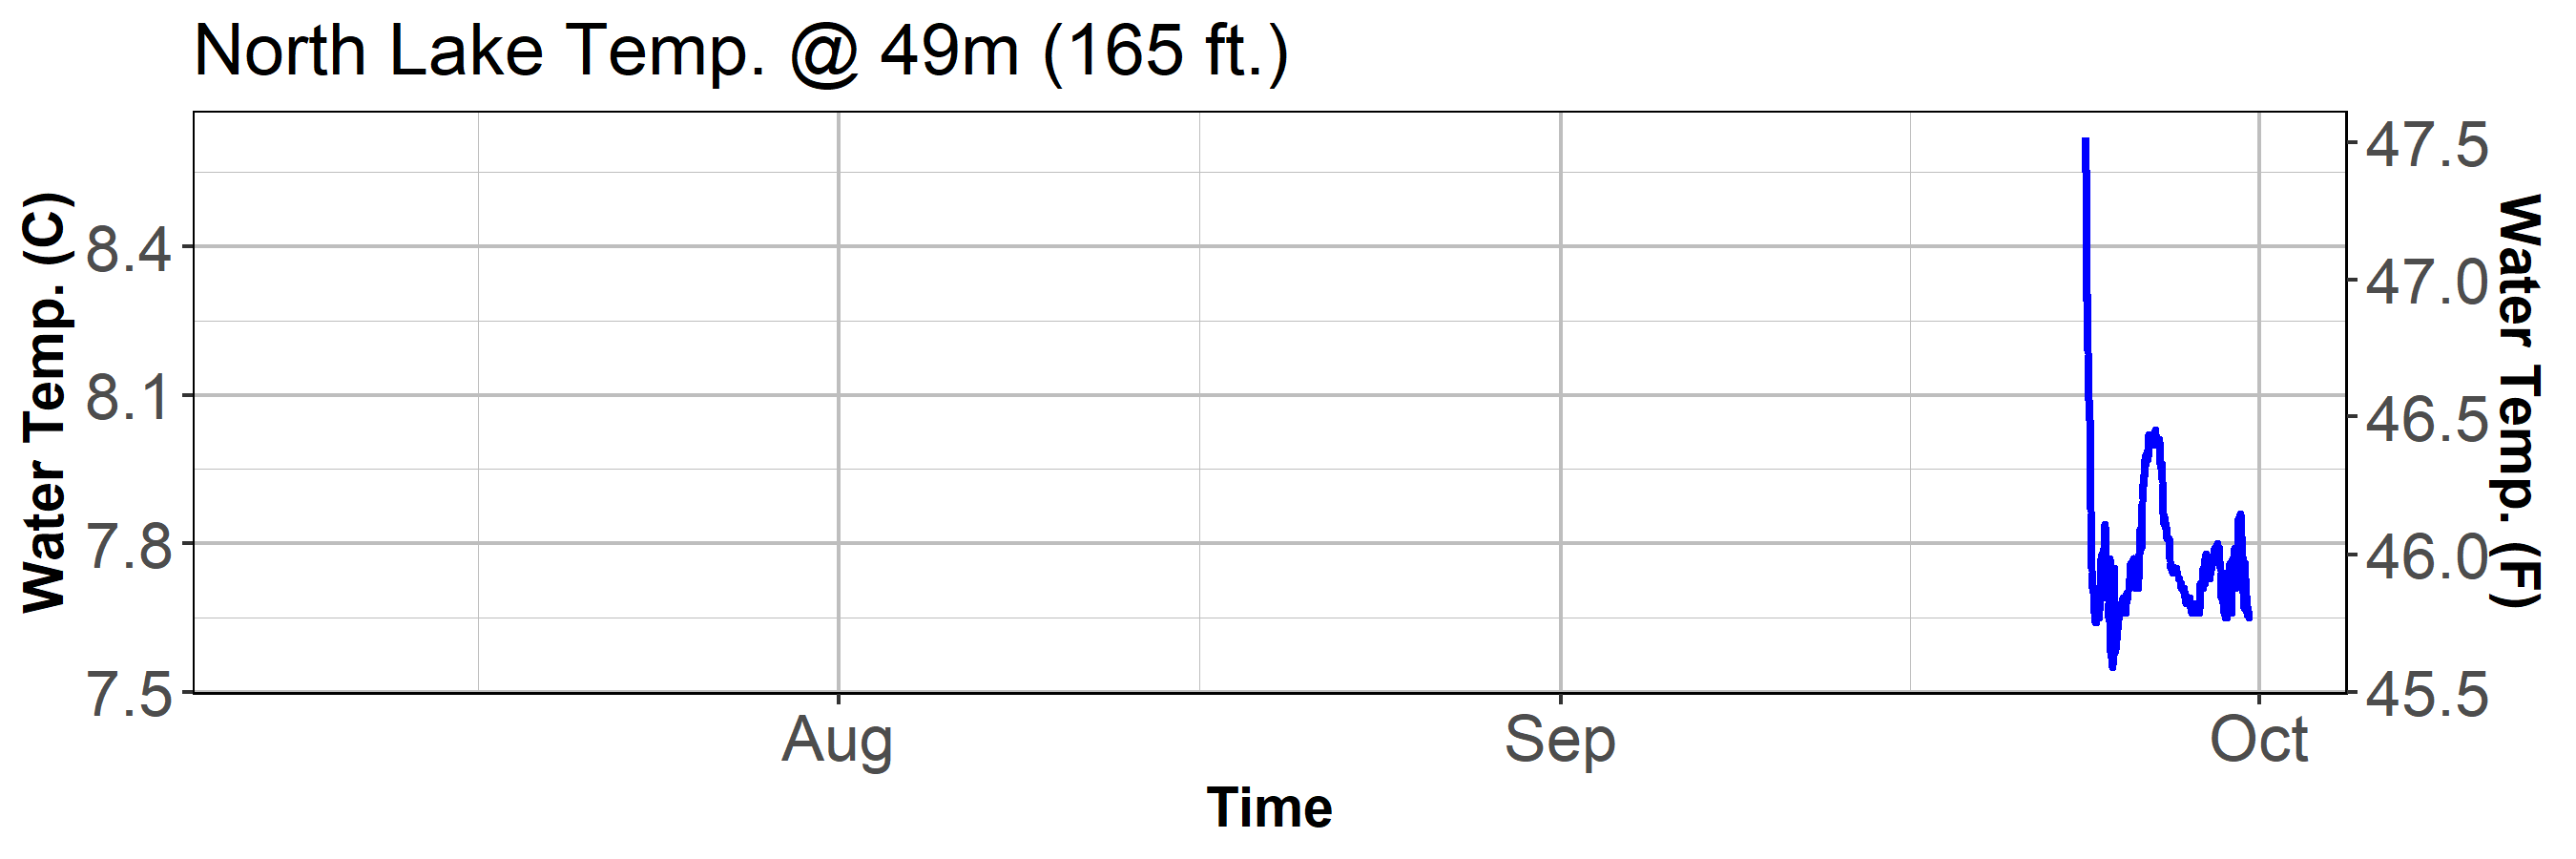 North Lake Temp. @ 49m (165 ft.)
Water Temp. (C)
8.4
8.1
7.8
7.5
47.5
47.0
46.5
46.0
45.5
Water Temp. (F)
Aug
Sep
Oct
Time